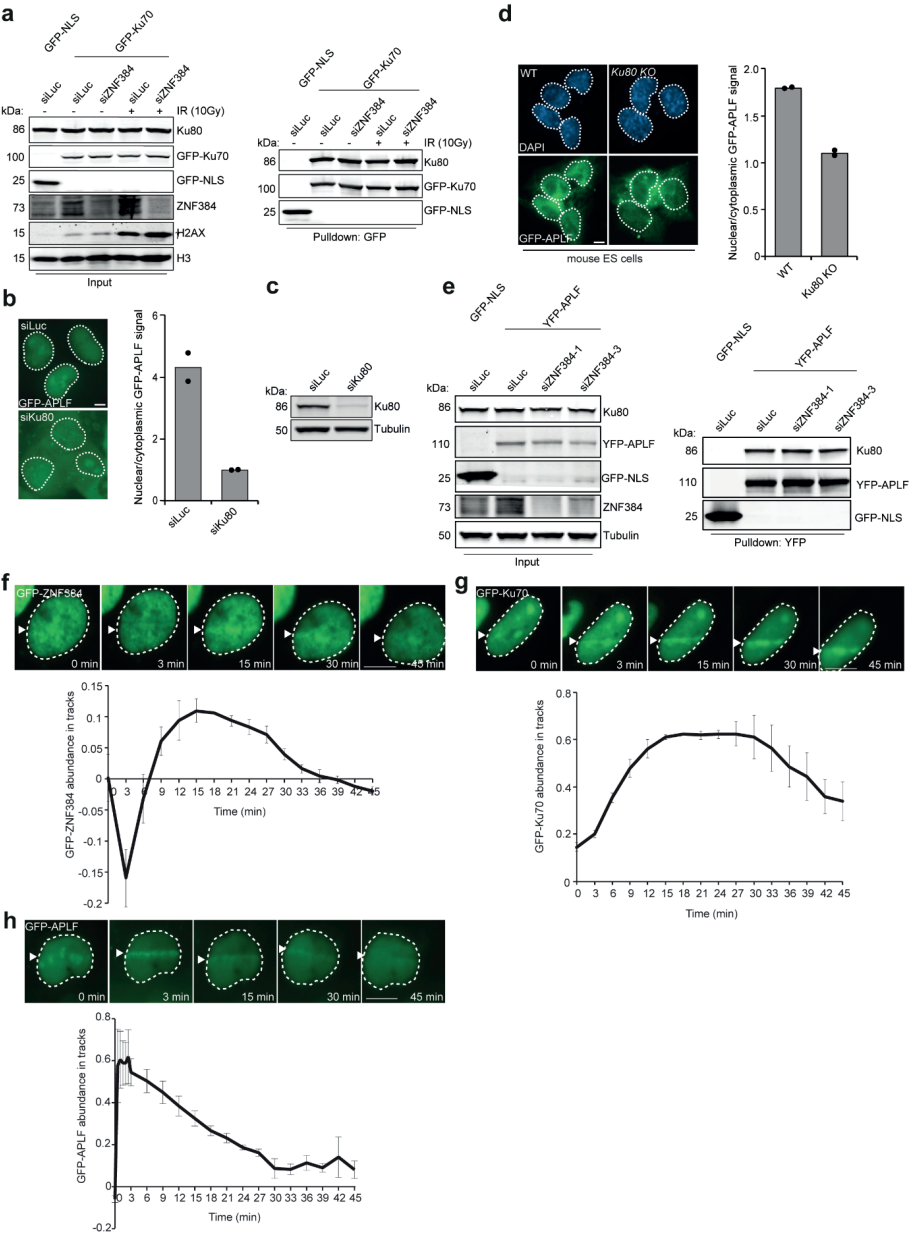 a
GFP-NLS
GFP-Ku70
siLuc
siLuc
siZNF384
siLuc
siZNF384
kDa:
- - - + + IR (10Gy)
86 Ku80
100 GFP-Ku70
25 GFP-NLS
73 ZNF384
15 H2AX
15 H3
Input
GFP-NLS
GFP-Ku70
siLuc
siLuc
siZNF384
siLuc
siZNF384
kDa:
- - - + + IR (10Gy)
86 Ku80
100 GFP-Ku70
25 GFP-NLS
Pulldown: GFP
d
WT
Ku80 KO
DAPI
GFP-APLF
mouse ES cells
Nuclear/cytoplasmic GFP-APLF signal
2.0
1.5
1.0
0.5
0
WT
Ku80 KO
b
siLuc
GFP-APLF
siKu80
Nuclear/cytoplasmic GFP-APLF signal
6
4
2
0
siLuc
siKu80
c
siLuc
siKu80
kDa:
86 Ku80
50 Tubulin
e
GFP-NLS
YFP-APLF
siLuc
siLuc
siZNF384-1
siZNF384-3
kDa:
86 Ku80
110 YFP-APLF
25 GFP-NLS
73 ZNF384
50 Tubulin
Input
GFP-NLS
YFP-APLF
siLuc
siLuc
siZNF384-1
siZNF384-3
kDa:
86 Ku80
110 YFP-APLF
25 GFP-NLS
Pulldown: YFP
f
GFP-ZNF384
0 min 3 min 15 min 30 min 45 min
GFP-ZNF384 abundance in tracks
0.15
0.1
0.05
0
-0.05
-0.1
-0.15
-0.2
0 3 6 9 12 15 18 21 24 27 30 33 36 39 42 45
Time (min)
g
GFP-Ku70
0 min 3 min 15 min 30 min 45 min
GFP-Ku70 abundance in tracks
0.8
0.6
0.4
0.2
0
0 3 6 9 12 15 18 21 24 27 30 33 36 39 42 45
Time (min)
h
GFP-APLF
0 min 3 min 15 min 30 min 45 min
GFP-APLF abundance in tracks
0.8
0.6
0.4
0.2
0
-0.2
0 3 6 9 12 15 18 21 24 27 30 33 36 39 42 45
Time (min)